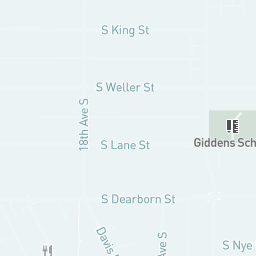 S King St
S Weller St
18th Ave S
S Lane St
Giddens Sch
S Dearborn St
Davis
Ave S
S Nye